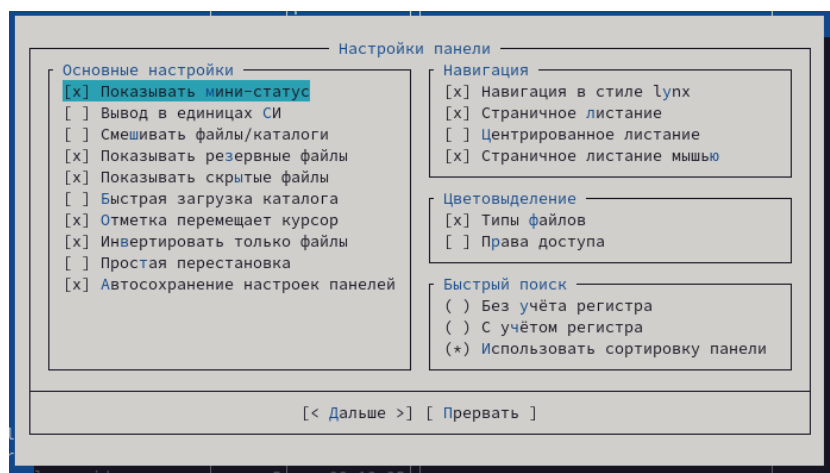 Настройки панели
Основные настройки
[x] Показывать мини-статус
[ ] Вывод в единицах СИ
[ ] Смешивать файлы/каталоги
[x] Показывать резервные файлы
[x] Показывать скрытые файлы
[ ] Быстрая загрузка каталога
[x] Отметка перемещает курсор
[x] Инвертировать только файлы
[ ] Простая перестановка
[x] Автосохранение настроек панелей
Навигация
[x] Навигация в стиле lynx
[x] Страничное листание
[ ] Центрированное листание
[x] Страничное листание мышью
Цветовыделение
[x] Типы файлов
[ ] Права доступа
Быстрый поиск
( ) Без учёта регистра
( ) С учётом регистра
(*) Использовать сортировку панели
[< Дальше >] [ Прервать ]